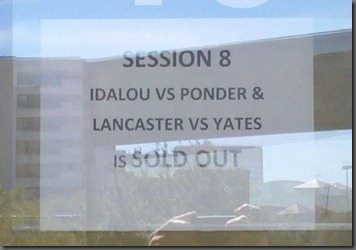 SESSION 8
IDALOU VS PONDER &
LANCASTER VS YATES
IS SOLD OUT